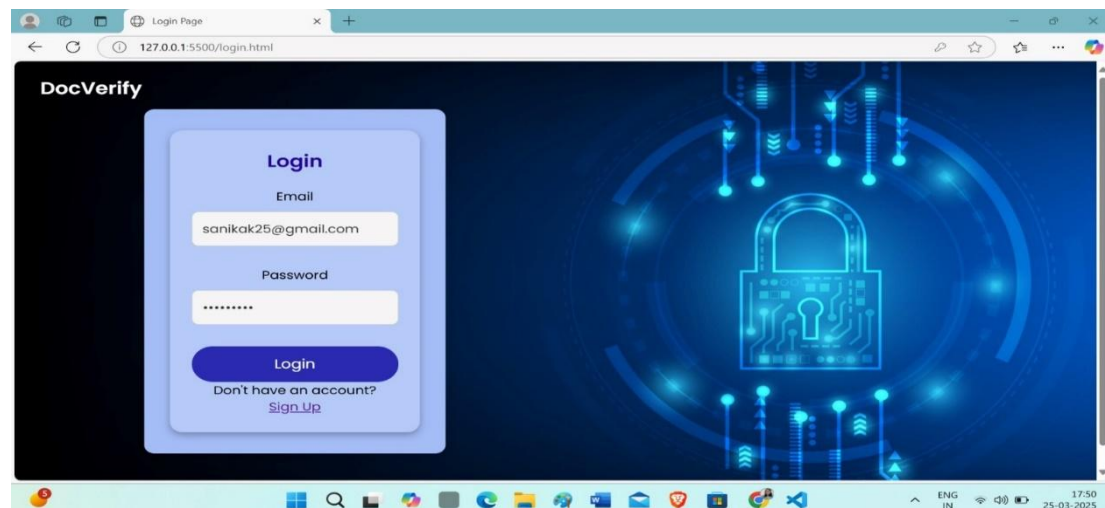 Login Page
127.0.0.1:5500/login.html
DocVerify
Login
Email
sanikak25@gmail.com
Password
•••••••••
Login
Don't have an account?
Sign Up
5
ENG
IN
17:50
25-03-2025